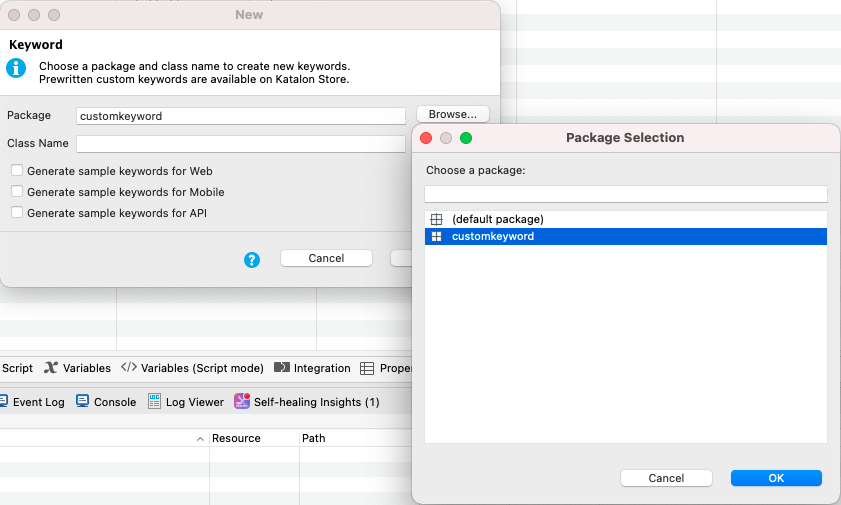 New
Keyword
Choose a package and class name to create new keywords.
Prewritten custom keywords are available on Katalon Store.
Package
customkeyword
Browse...
Class Name
Generate sample keywords for Web
Generate sample keywords for Mobile
Generate sample keywords for API
?
Cancel
Package Selection
Choose a package:
(default package)
customkeyword
Cancel
OK
Script
Variables
</> Variables (Script mode)
Integration
Event Log
Console
Log Viewer
Self-healing Insights (1)
Resource
Path